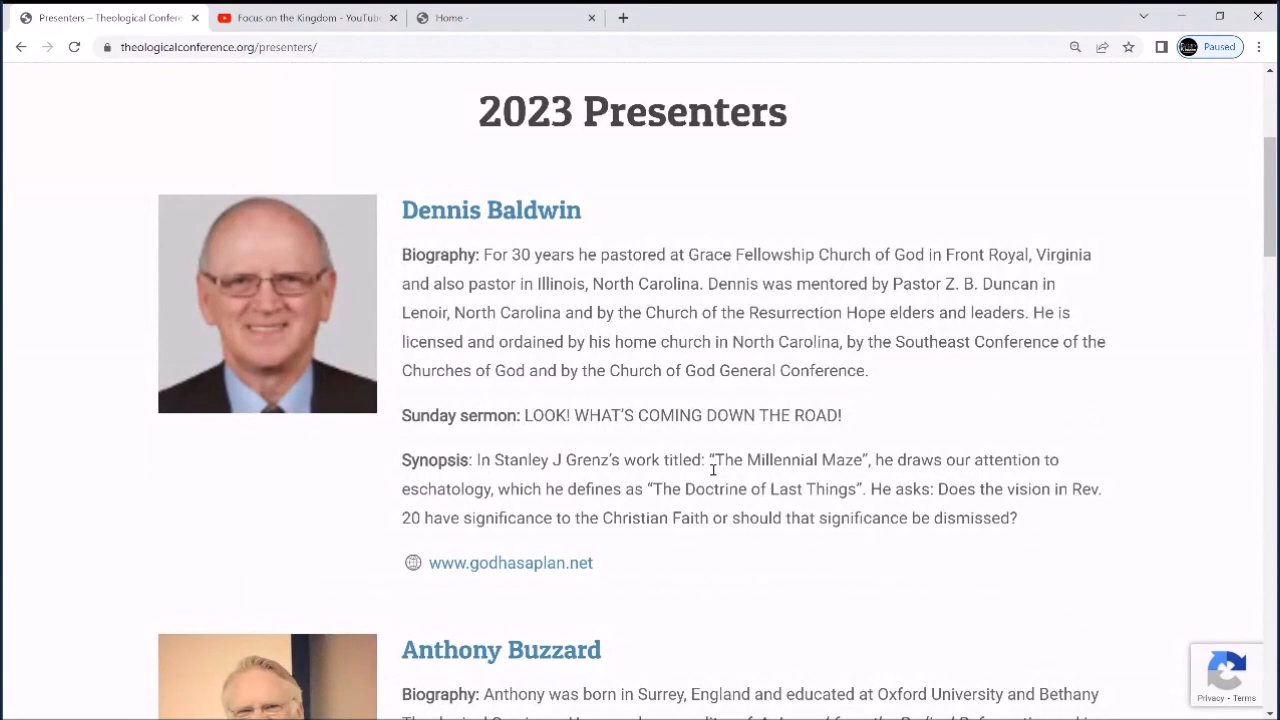 Presenters – Theological Confere
Focus on the Kingdom - YouTube
Home -
theologicalconference.org/presenters/
Paused
2023 Presenters
Dennis Baldwin
Biography: For 30 years he pastored at Grace Fellowship Church of God in Front Royal, Virginia
and also pastor in Illinois, North Carolina. Dennis was mentored by Pastor Z. B. Duncan in
Lenoir, North Carolina and by the Church of the Resurrection Hope elders and leaders. He is
licensed and ordained by his home church in North Carolina, by the Southeast Conference of the
Churches of God and by the Church of God General Conference.
Sunday sermon: LOOK! WHAT'S COMING DOWN THE ROAD!
Synopsis: In Stanley J Grenz's work titled: “The Millennial Maze”, he draws our attention to
eschatology, which he defines as “The Doctrine of Last Things”. He asks: Does the vision in Rev.
20 have significance to the Christian Faith or should that significance be dismissed?
www.godhasaplan.net
Anthony Buzzard
Biography: Anthony was born in Surrey, England and educated at Oxford University and Bethany
Privacy - Terms